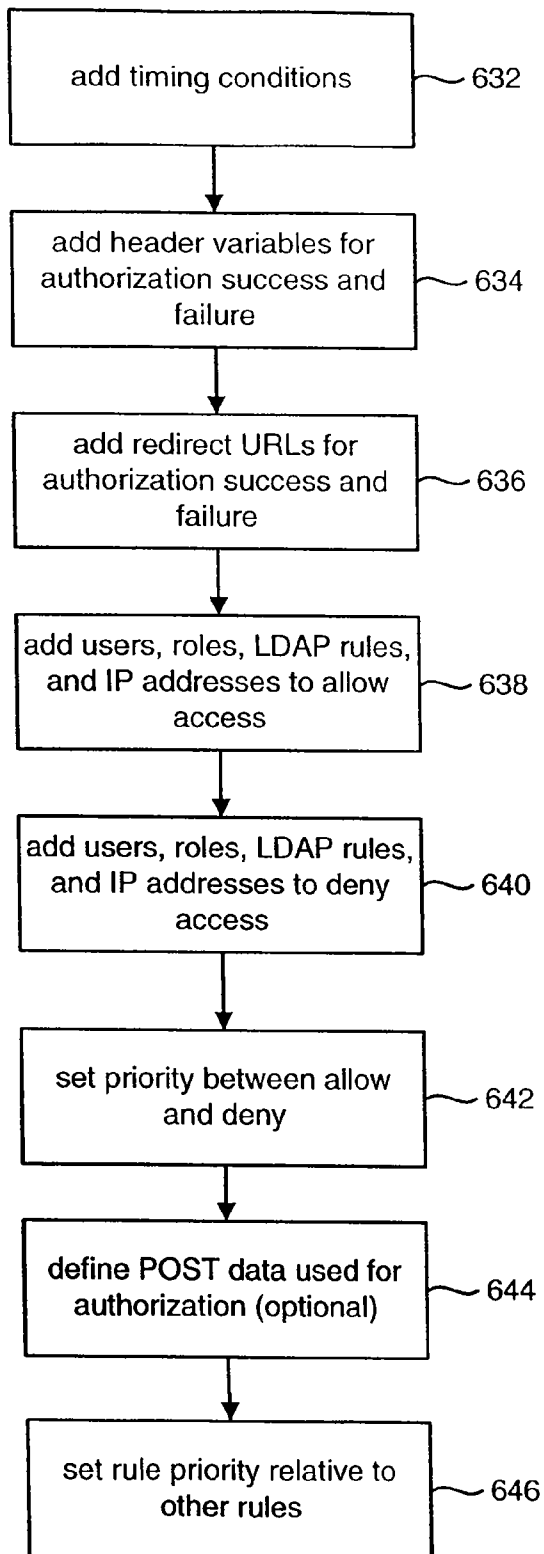 add timing conditions
632
add header variables for
authorization success and
failure
634
add redirect URLs for
authorization success and
failure
636
add users, roles, LDAP rules,
and IP addresses to allow
access
638
add users, roles, LDAP rules,
and IP addresses to deny
access
640
set priority between allow
and deny
642
define POST data used for
authorization (optional)
644
set rule priority relative to
other rules
646